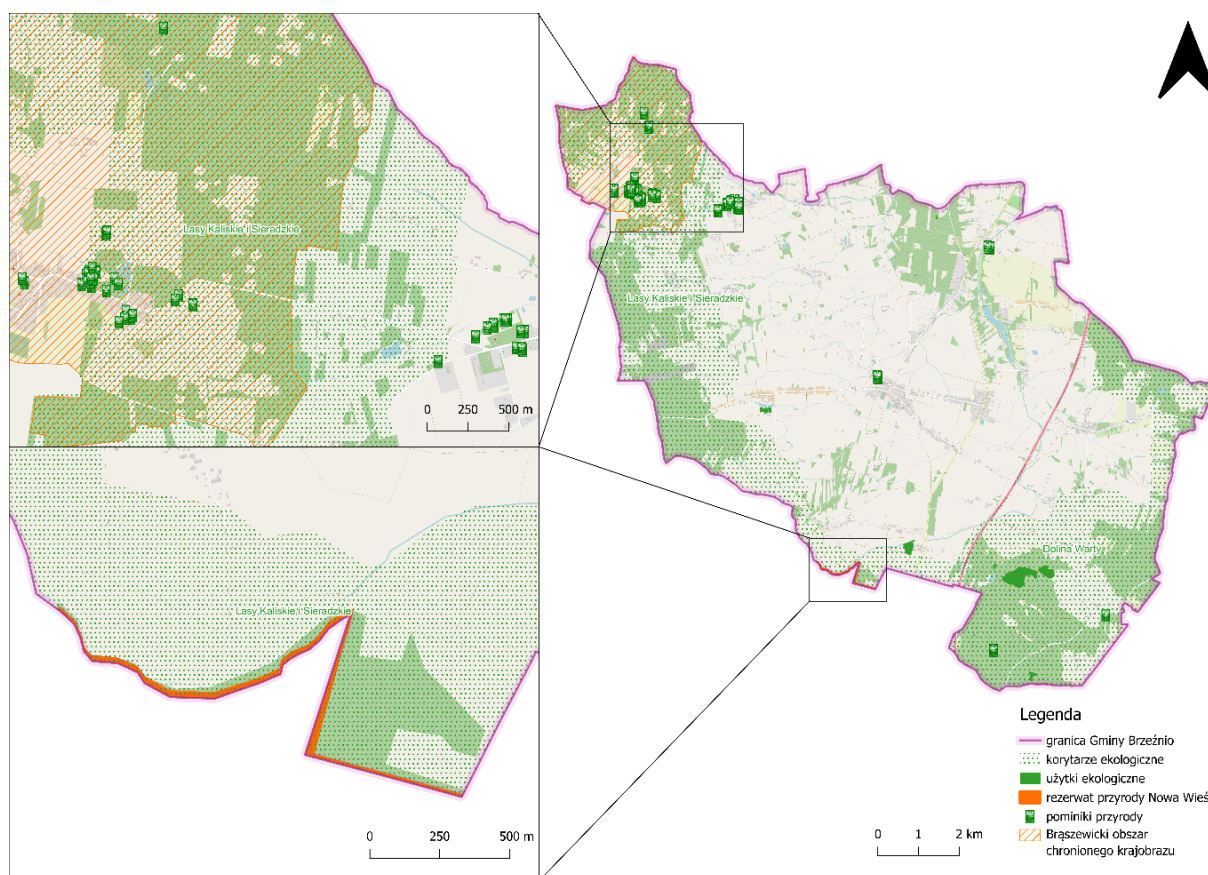 Lasy Kaliskie i Sieradzkie
0 250 500 m
Lasy Kaliskie i Sieradzkie
0 250 500 m
Lasy Kaliskie i Sieradzkie
Dolina Warty
Legenda
granica Gminy Brzeźnio
korytarze ekologiczne
użytki ekologiczne
rezerwat przyrody Nowa Wieś
pominiki przyrody
Brąszewicki obszar
chronionego krajobrazu
0 1 2 km